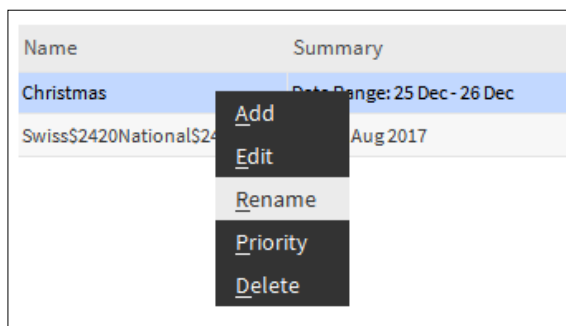 Name Summary
Christmas Date Range: 25 Dec - 26 Dec
Add
Swiss$2420National$24 Aug 2017
Edit
Rename
Priority
Delete